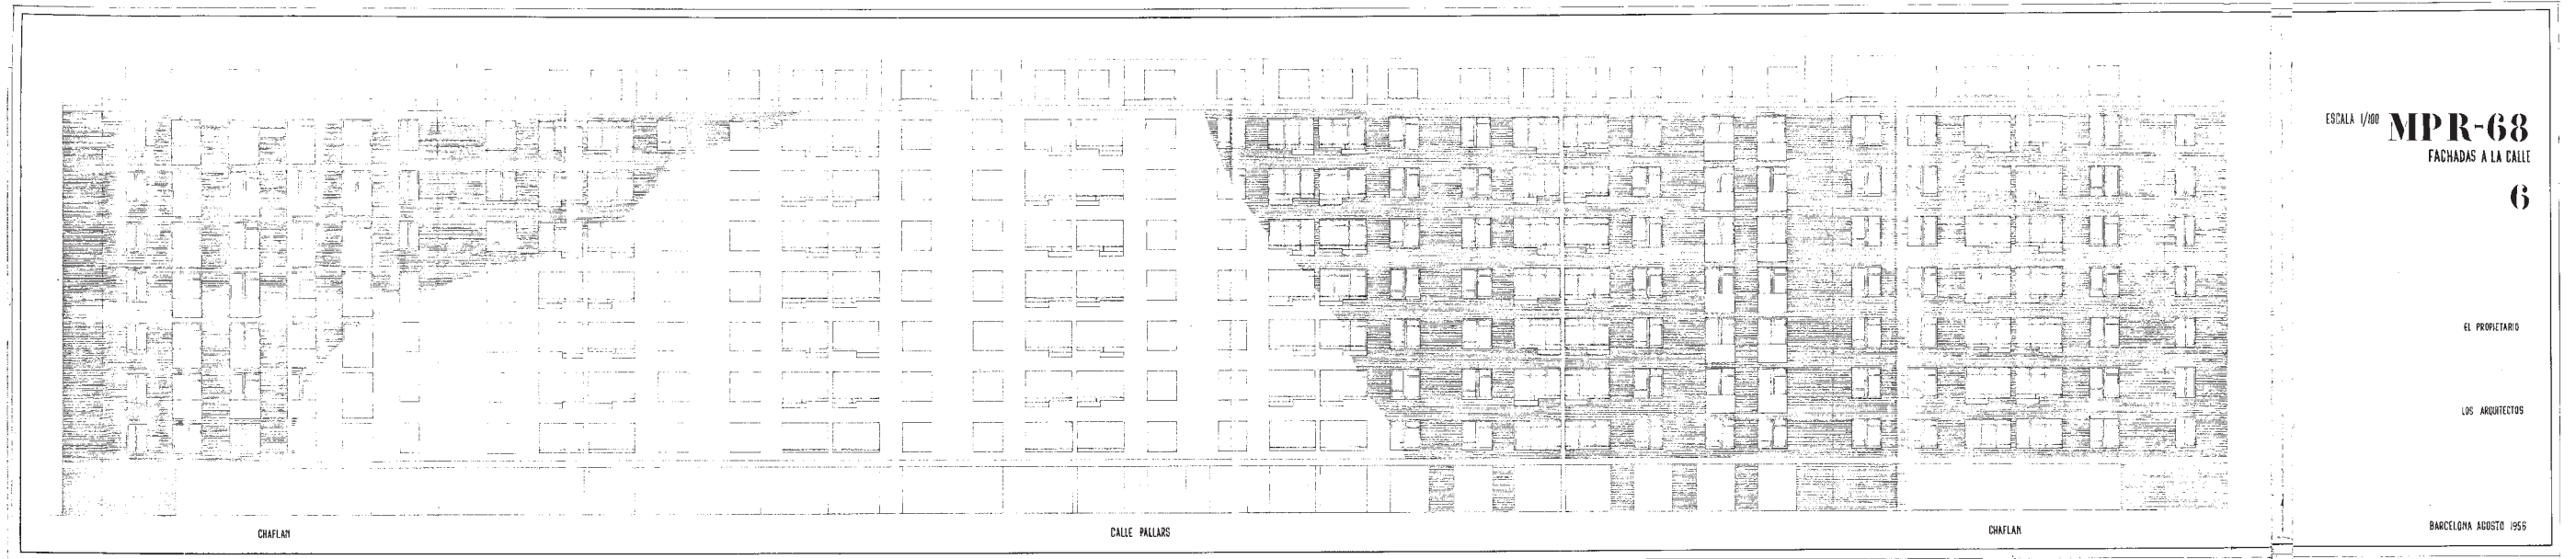 ESCALA 1/100 MPR-68
FACHADAS A LA CALLE
6
EL PROPIETARIO
LOS ARQUITECTOS
CHAFLAN
CALLE PALLARS
CHAFLAN
BARCELONA AGOSTO 1956